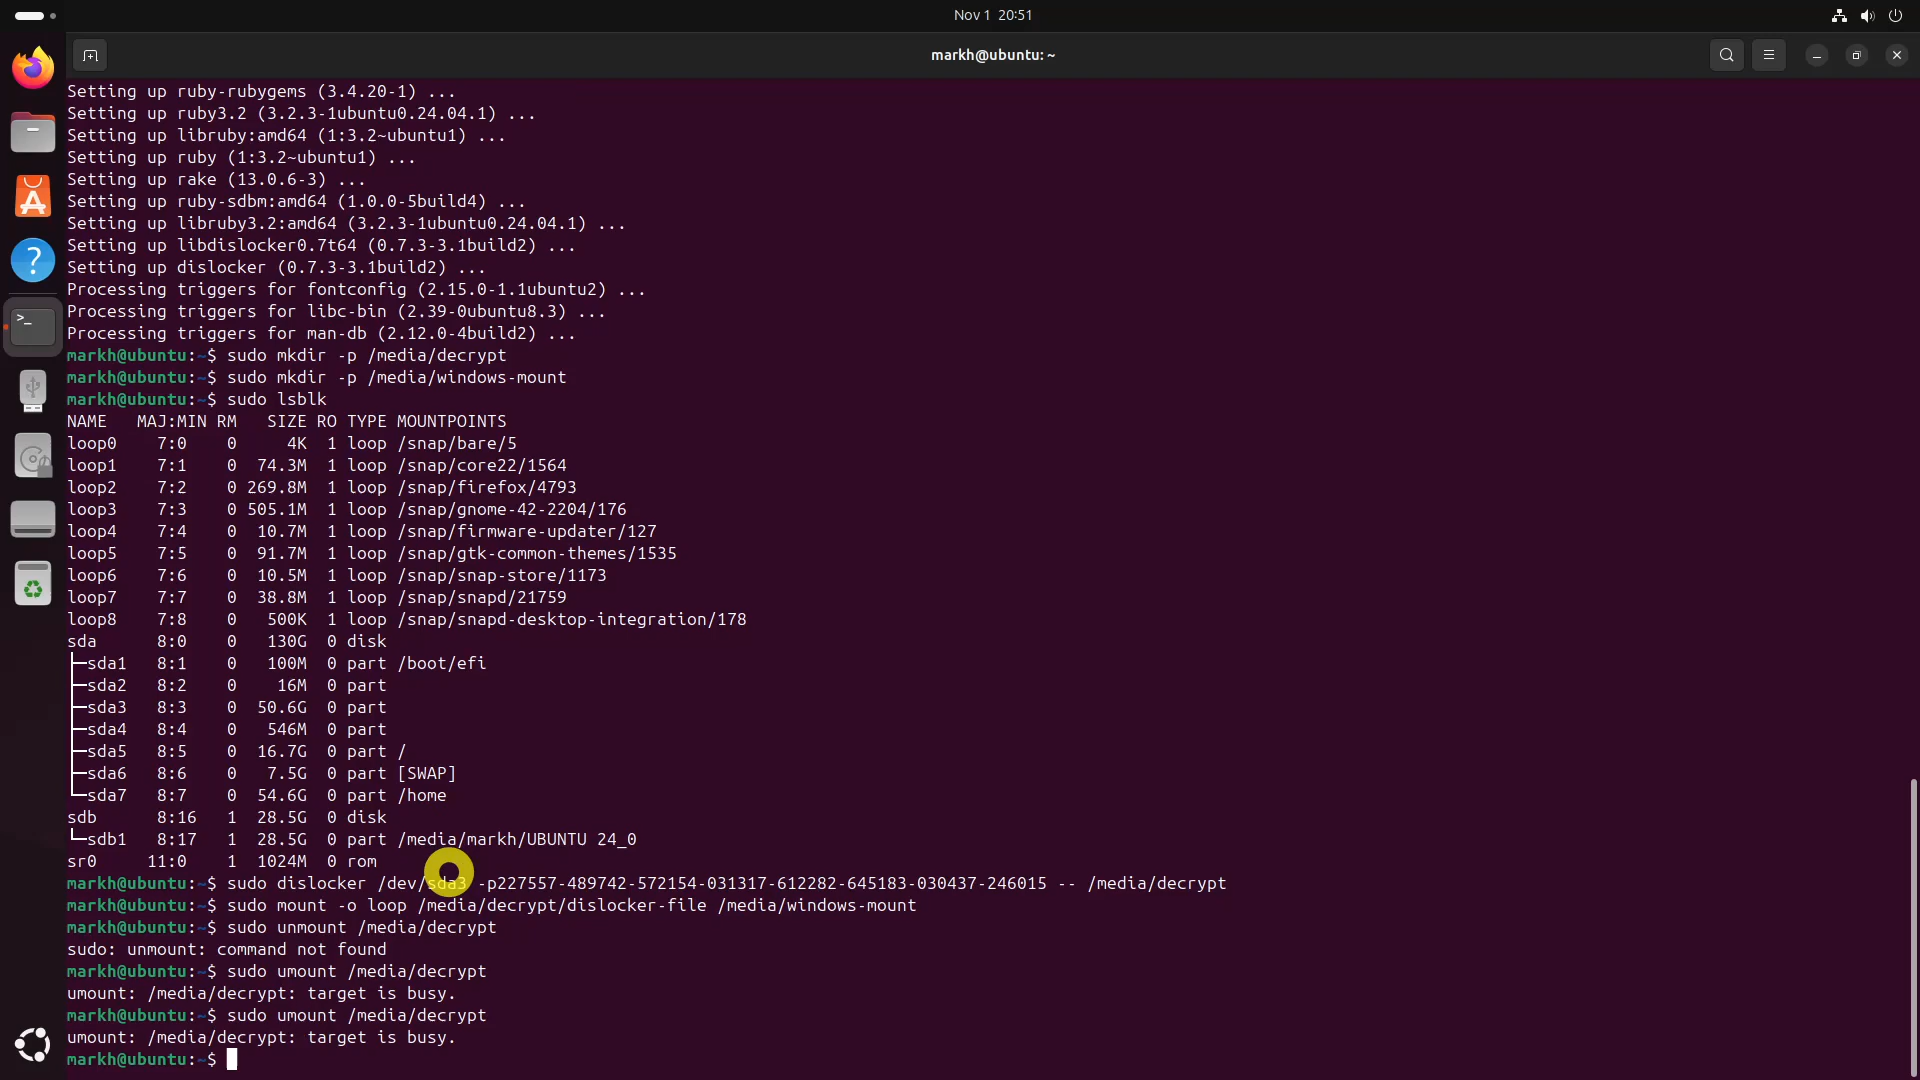 Nov 1 20:51
markh@ubuntu: ~
Setting up ruby-rubygems (3.4.20-1) ...
Setting up ruby3.2 (3.2.3-1ubuntu0.24.04.1) ...
Setting up libruby:amd64 (1:3.2~ubuntu1) ...
Setting up ruby (1:3.2~ubuntu1) ...
Setting up rake (13.0.6-3) ...
Setting up ruby-sdbm:amd64 (1.0.0-5build4) ...
Setting up libruby3.2:amd64 (3.2.3-1ubuntu0.24.04.1) ...
Setting up libdislocker0.7t64 (0.7.3-3.1build2) ...
Setting up dislocker (0.7.3-3.1build2) ...
Processing triggers for fontconfig (2.15.0-1.1ubuntu2) ...
Processing triggers for libc-bin (2.39-0ubuntu8.3) ...
Processing triggers for man-db (2.12.0-4build2) ...
markh@ubuntu:~$ sudo mkdir -p /media/decrypt
markh@ubuntu:~$ sudo mkdir -p /media/windows-mount
markh@ubuntu:~$ sudo lsblk
NAME   MAJ:MIN RM   SIZE RO TYPE MOUNTPOINTS
loop0    7:0    0     4K  1 loop /snap/bare/5
loop1    7:1    0  74.3M  1 loop /snap/core22/1564
loop2    7:2    0 269.8M  1 loop /snap/firefox/4793
loop3    7:3    0 505.1M  1 loop /snap/gnome-42-2204/176
loop4    7:4    0  10.7M  1 loop /snap/firmware-updater/127
loop5    7:5    0  91.7M  1 loop /snap/gtk-common-themes/1535
loop6    7:6    0  10.5M  1 loop /snap/snap-store/1173
loop7    7:7    0  38.8M  1 loop /snap/snapd/21759
loop8    7:8    0   500K  1 loop /snap/snapd-desktop-integration/178
sda      8:0    0   130G  0 disk
├─sda1   8:1    0   100M  0 part /boot/efi
├─sda2   8:2    0    16M  0 part
├─sda3   8:3    0  50.6G  0 part
├─sda4   8:4    0   546M  0 part
├─sda5   8:5    0  16.7G  0 part /
├─sda6   8:6    0   7.5G  0 part [SWAP]
└─sda7   8:7    0  54.6G  0 part /home
sdb      8:16   1  28.5G  0 disk
└─sdb1   8:17   1  28.5G  0 part /media/markh/UBUNTU 24_0
sr0     11:0    1  1024M  0 rom
markh@ubuntu:~$ sudo dislocker /dev/sda3 -p227557-489742-572154-031317-612282-645183-030437-246015 -- /media/decrypt
markh@ubuntu:~$ sudo mount -o loop /media/decrypt/dislocker-file /media/windows-mount
markh@ubuntu:~$ sudo unmount /media/decrypt
sudo: unmount: command not found
markh@ubuntu:~$ sudo umount /media/decrypt
umount: /media/decrypt: target is busy.
markh@ubuntu:~$ sudo umount /media/decrypt
umount: /media/decrypt: target is busy.
markh@ubuntu:~$